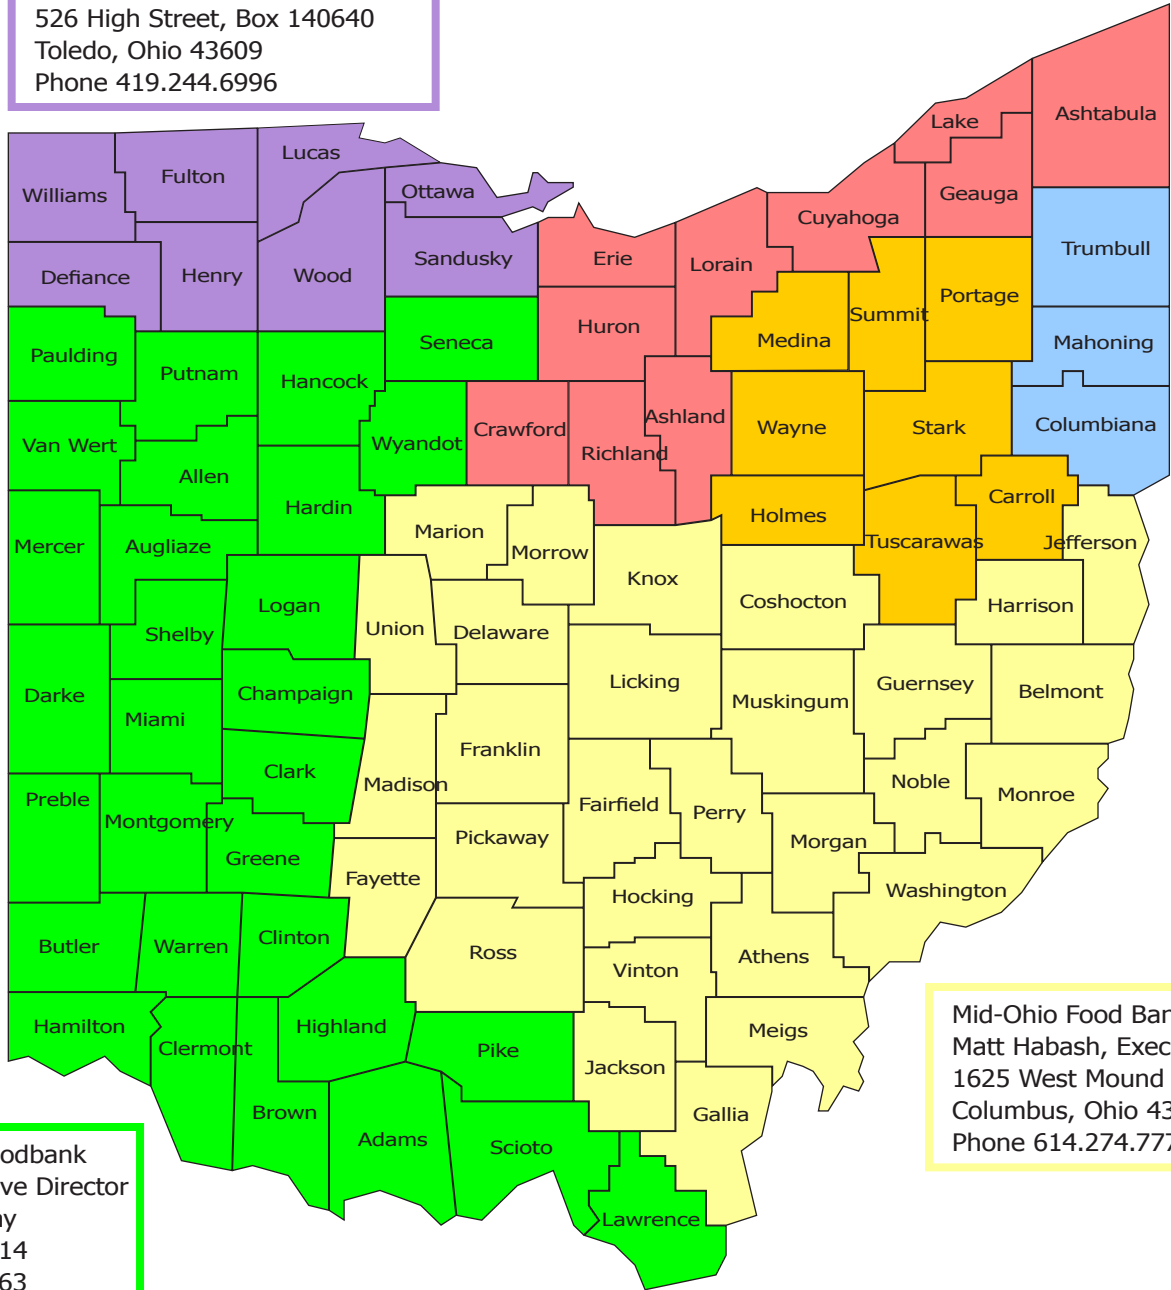 526 High Street, Box 140640
Toledo, Ohio 43609
Phone 419.244.6996
Ashtabula
Lake
Lucas
Fulton
Williams
Ottawa
Geauga
Cuyahoga
Trumbull
Sandusky
Erie
Lorain
Defiance
Henry
Wood
Portage
Summit
Huron
Medina
Seneca
Mahoning
Paulding
Putnam
Hancock
Ashland
Columbiana
Crawford
Wayne
Stark
Van Wert
Wyandot
Richland
Allen
Carroll
Hardin
Holmes
Marion
Mercer
Augliaze
Morrow
Tuscarawas
Jefferson
Knox
Logan
Coshocton
Harrison
Union
Delaware
Shelby
Licking
Guernsey
Belmont
Darke
Champaign
Muskingum
Miami
Franklin
Clark
Madison
Noble
Monroe
Preble
Fairfield
Perry
Montgomery
Pickaway
Morgan
Greene
Fayette
Washington
Hocking
Butler
Warren
Clinton
Ross
Athens
Vinton
Hamilton
Highland
Meigs
Clermont
Pike
Jackson
Brown
Gallia
Adams
Scioto
Lawrence
Mid-Ohio Food Ban
Matt Habash, Exec
1625 West Mound
Columbus, Ohio 43
Phone 614.274.777
odbank
ve Director
y
14
63